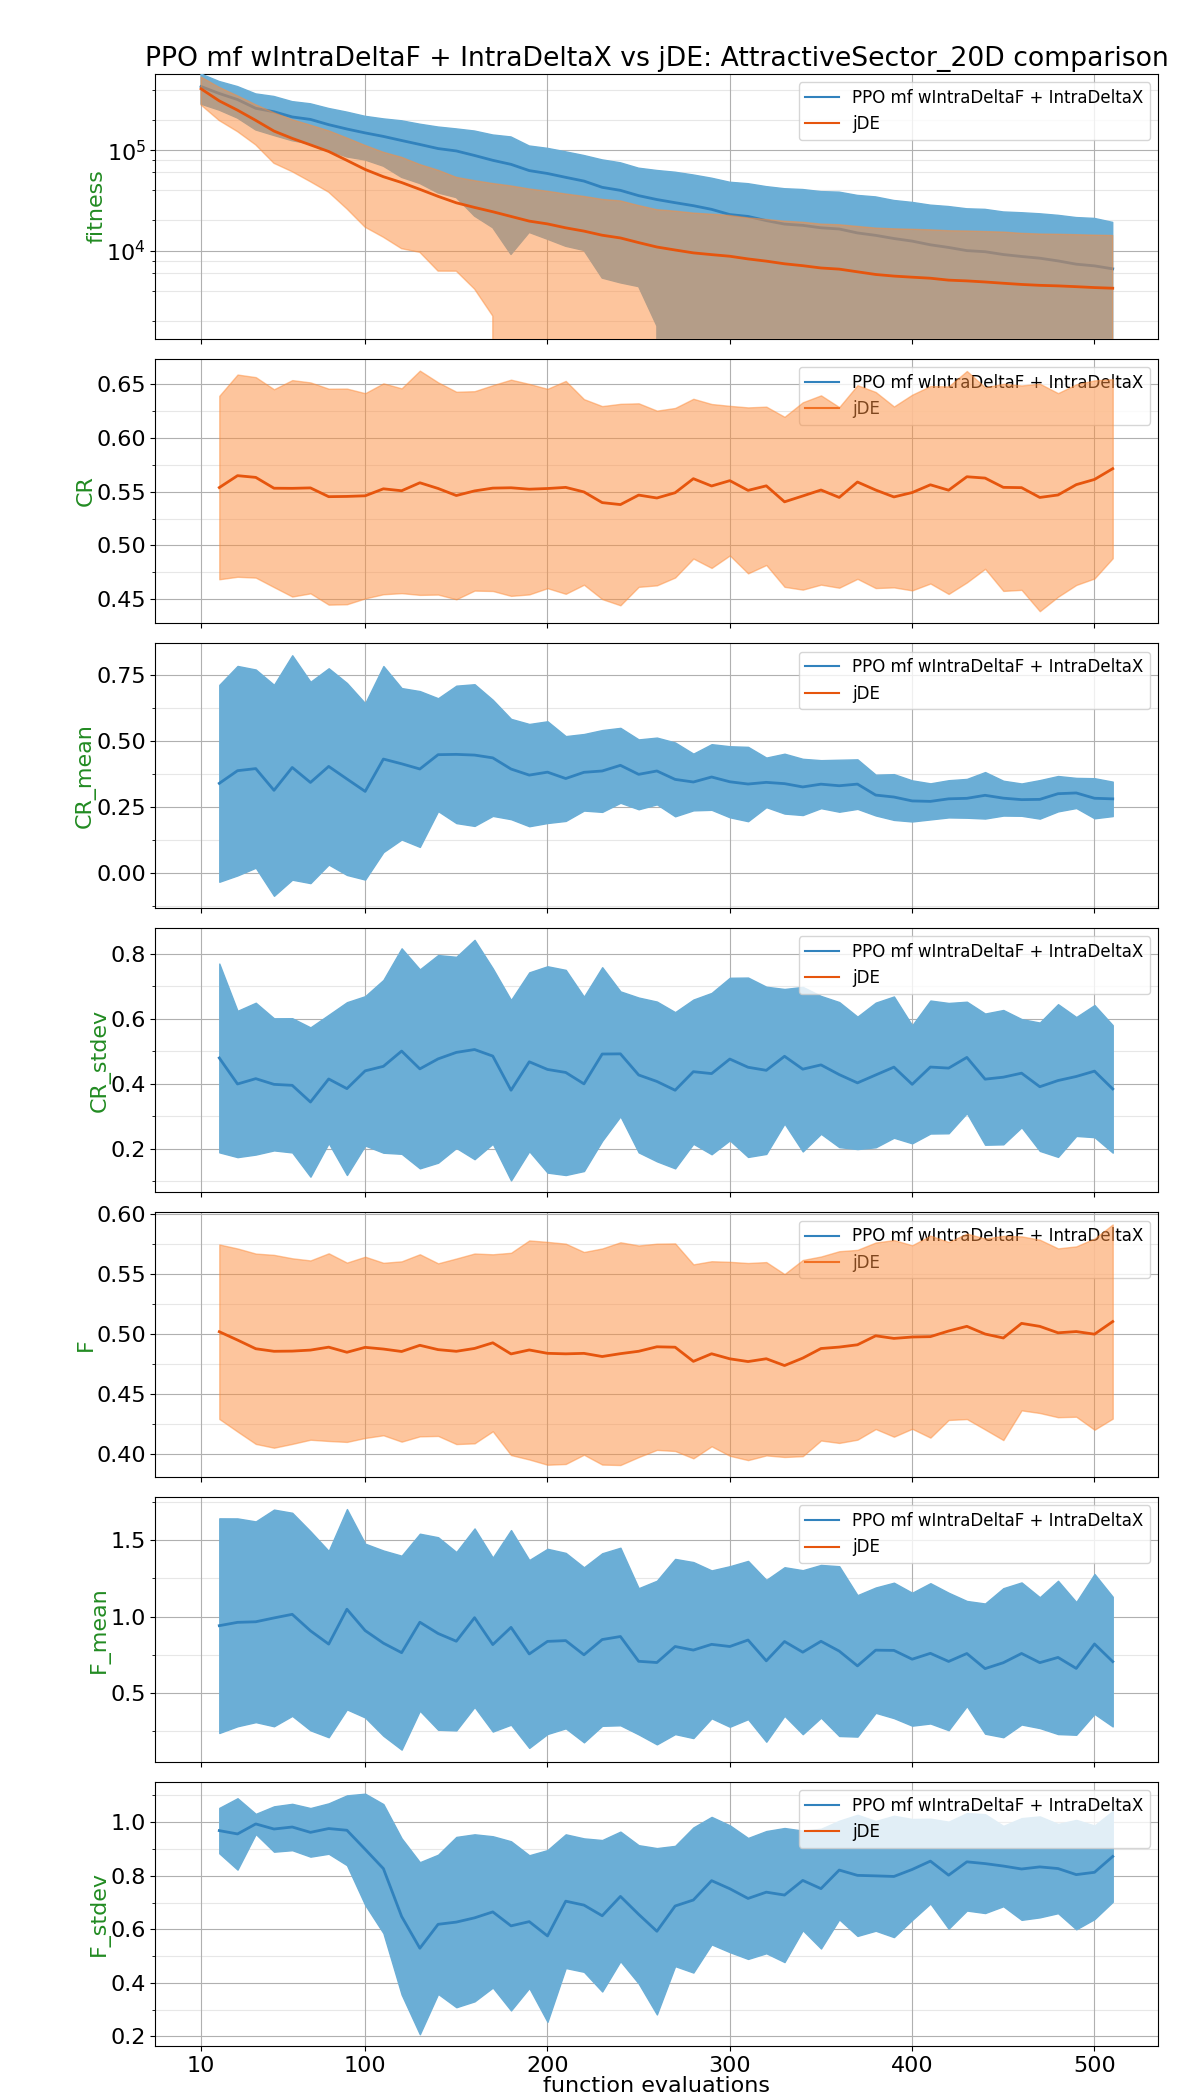 PPO mf wIntraDeltaF + IntraDeltaX vs jDE: AttractiveSector_20D comparison
fitness
10^5
10^4
PPO mf wIntraDeltaF + IntraDeltaX
jDE
CR
0.65
0.60
0.55
0.50
0.45
PPO mf wIntraDeltaF + IntraDeltaX
jDE
CR_mean
0.75
0.50
0.25
0.00
PPO mf wIntraDeltaF + IntraDeltaX
jDE
CR_stdev
0.8
0.6
0.4
0.2
PPO mf wIntraDeltaF + IntraDeltaX
jDE
F
0.60
0.55
0.50
0.45
0.40
PPO mf wIntraDeltaF + IntraDeltaX
jDE
F_mean
1.5
1.0
0.5
PPO mf wIntraDeltaF + IntraDeltaX
jDE
F_stdev
1.0
0.8
0.6
0.4
0.2
PPO mf wIntraDeltaF + IntraDeltaX
jDE
10 100 200 300 400 500
function evaluations